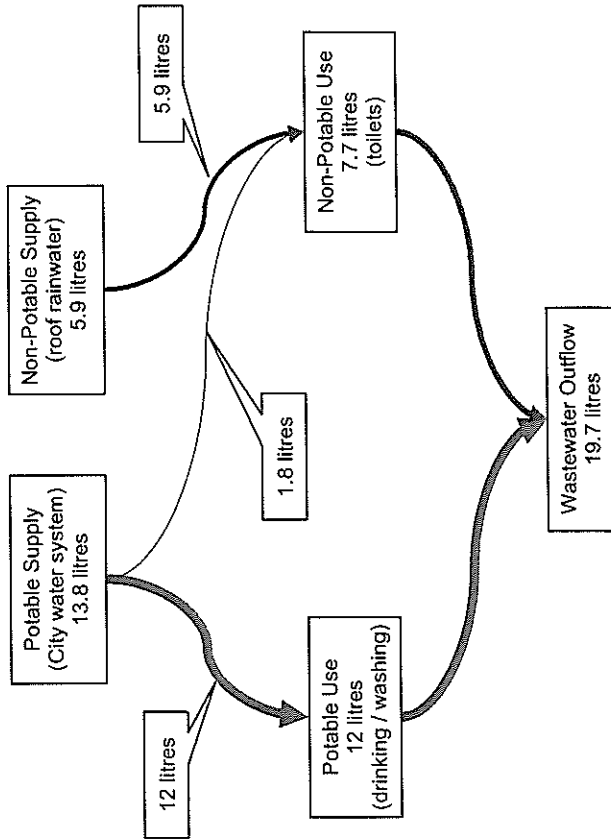 Potable Supply
(City water system)
13.8 litres
Non-Potable Supply
(roof rainwater)
5.9 litres
12 litres
1.8 litres
5.9 litres
Potable Use
12 litres
(drinking / washing)
Non-Potable Use
7.7 litres
(toilets)
Wastewater Outflow
19.7 litres